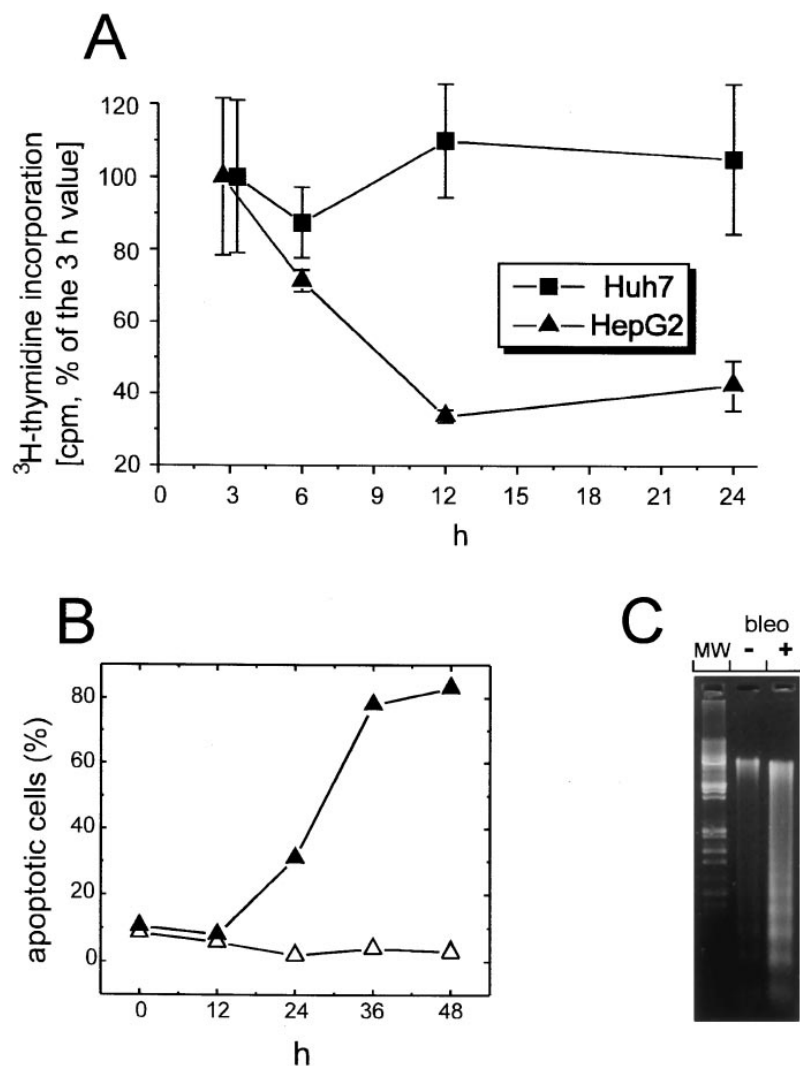 A
³H-thymidine incorporation
[cpm, % of the 3 h value]
120
100
80
60
40
20
0 3 6 9 12 15 18 21 24
h
Huh7
HepG2
B
apoptotic cells (%)
80
60
40
20
0
0 12 24 36 48
h
C
bleo
MW - +